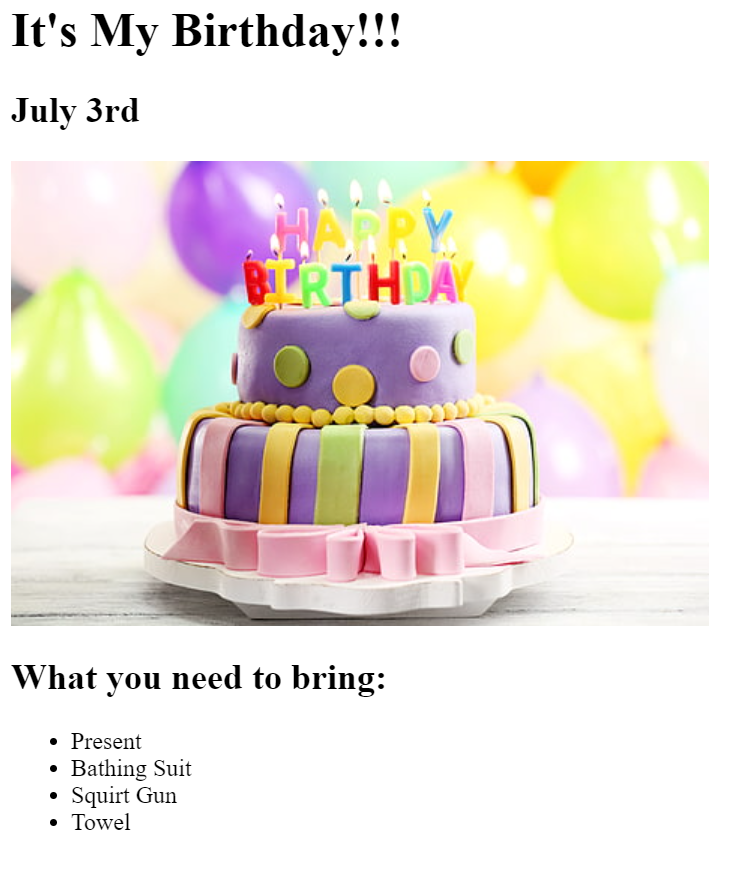 It's My Birthday!!!
July 3rd
HAPPY
BIRTHDAY
What you need to bring:
Present
Bathing Suit
Squirt Gun
Towel